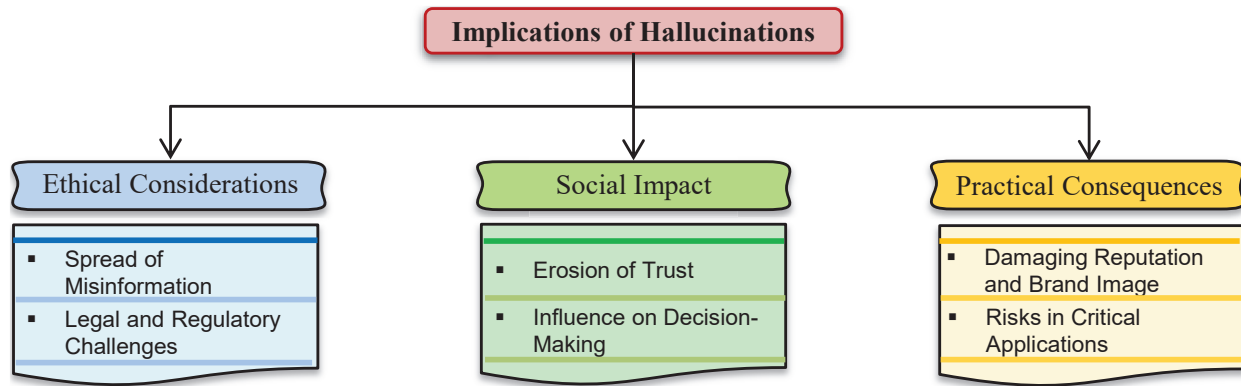 Implications of Hallucinations
Ethical Considerations
▪ Spread of
Misinformation
▪ Legal and Regulatory
Challenges
Social Impact
▪ Erosion of Trust
▪ Influence on Decision-
Making
Practical Consequences
▪ Damaging Reputation
and Brand Image
▪ Risks in Critical
Applications